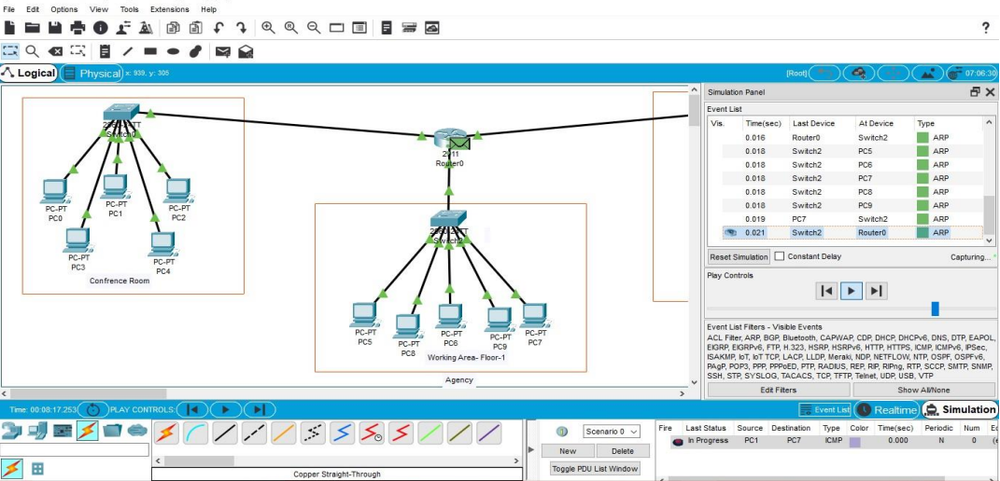 File Edit Options View Tools Extensions Help
?
Logical Physical x: 939, y: 305 [Root] 07:06:30
Simulation Panel
Event List
Vis. Time(sec) Last Device At Device Type
0.016 Router0 Switch2 ARP
0.018 Switch2 PC5 ARP
0.018 Switch2 PC6 ARP
0.018 Switch2 PC7 ARP
0.018 Switch2 PC8 ARP
0.018 Switch2 PC9 ARP
0.019 PC7 Switch2 ARP
0.021 Switch2 Router0 ARP
Reset Simulation Constant Delay Capturing...
Play Controls
Event List Filters - Visible Events
ACL Filter, ARP, BGP, Bluetooth, CAPWAP, CDP, DHCP, DHCPv6, DNS, DTP, EAPOL,
EIGRP, EIGRPv6, FTP, H.323, HSRP, HSRPv6, HTTP, HTTPS, ICMP, ICMPv6, IPSec,
ISAKMP, IoT, IoT TCP, LACP, LLDP, Meraki, NDP, NETFLOW, NTP, OSPF, OSPFv6,
PAgP, POP3, PPP, PPPoED, PTP, RADIUS, REP, RIP, RIPng, RTP, SCCP, SMTP, SNMP,
SSH, STP, SYSLOG, TACACS, TCP, TFTP, Telnet, UDP, USB, VTP
Edit Filters Show All/None
Switch0
PC-PT
PC0
PC-PT
PC1
PC-PT
PC2
PC-PT
PC3
PC-PT
PC4
Confrence Room
2911
Router0
Switch2
PC-PT
PC5
PC-PT
PC8
PC-PT
PC6
PC-PT
PC9
PC-PT
PC7
Working Area- Floor-1
Agency
Time: 00:08:17.253 PLAY CONTROLS: Event List Realtime Simulation
Scenario 0
New Delete
Toggle PDU List Window
Fire Last Status Source Destination Type Color Time(sec) Periodic Num
In Progress PC1 PC7 ICMP 0.000 N 0
Copper Straight-Through